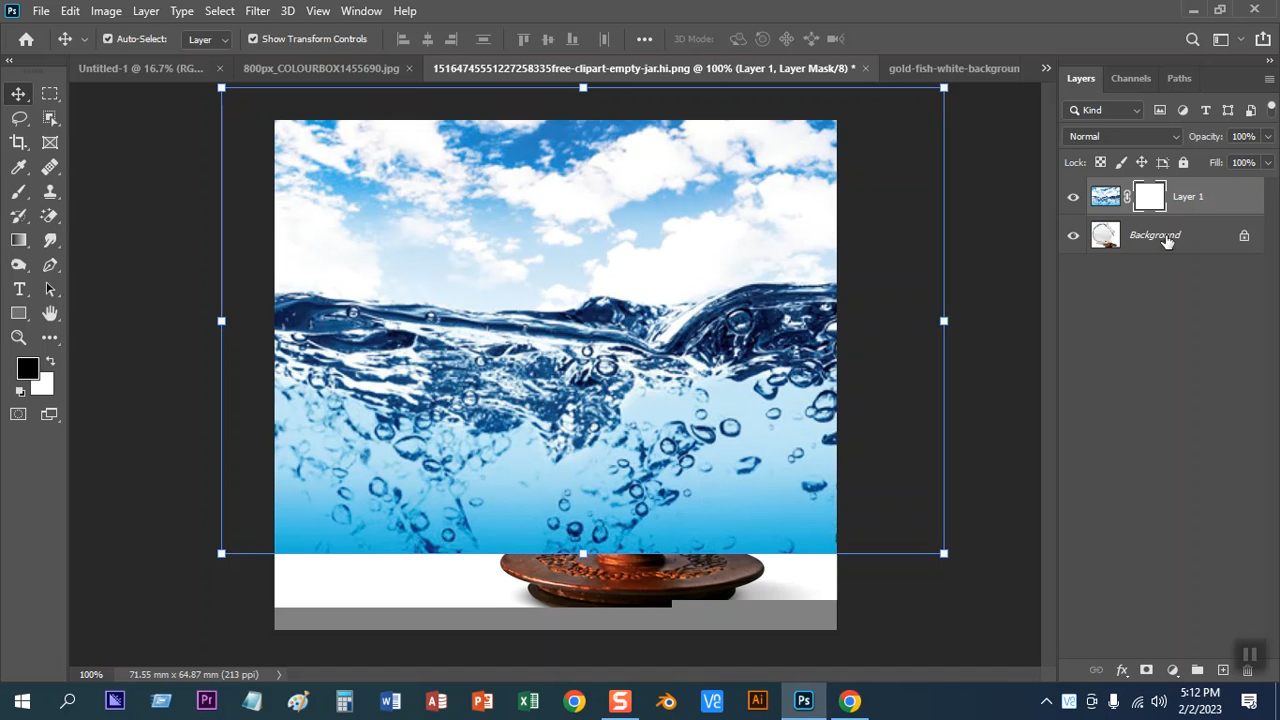 Ps File Edit Image Layer Type Select Filter 3D View Window Help
Auto-Select: Layer Show Transform Controls 3D Mode:
Untitled-1 @ 16.7% (RG... × 800px_COLOURBOX1455690.jpg × 15164745551227258335free-clipart-empty-jar.hi.png @ 100% (Layer 1, Layer Mask/8) * × gold-fish-white-backgroun
Layers Channels Paths
Kind
Normal Opacity: 100%
Lock: Fill: 100%
Layer 1
Background
100% 71.55 mm x 64.87 mm (213 ppi)
5:12 PM
2/2/2023